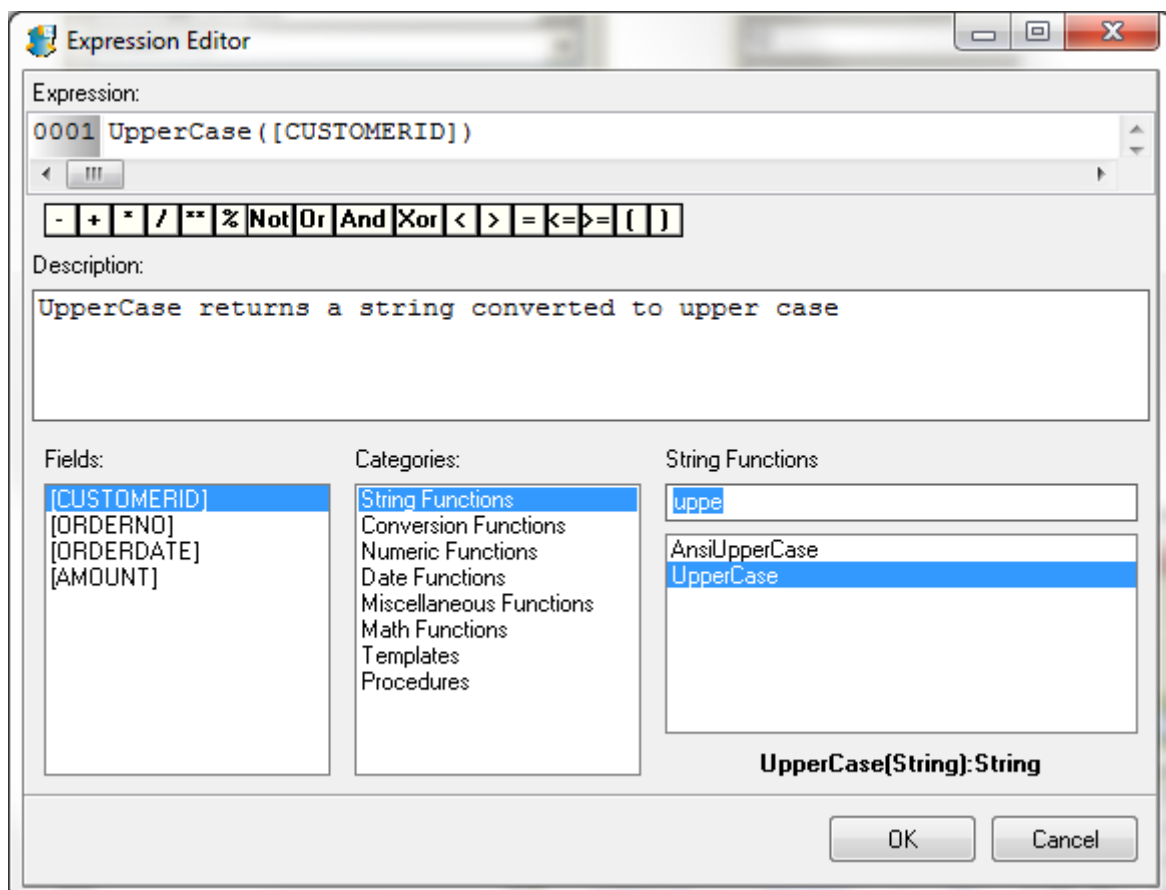 Expression Editor
Expression:
0001 UpperCase([CUSTOMERID])
- + * / ** % Not Or And Xor < > = <= >= ( )
Description:
UpperCase returns a string converted to upper case
Fields:
[CUSTOMERID]
[ORDERNO]
[ORDERDATE]
[AMOUNT]
Categories:
String Functions
Conversion Functions
Numeric Functions
Date Functions
Miscellaneous Functions
Math Functions
Templates
Procedures
String Functions
uppe
AnsiUpperCase
UpperCase
UpperCase(String):String
OK Cancel